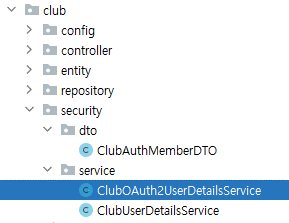 club
config
controller
entity
repository
security
dto
ClubAuthMemberDTO
service
ClubOAuth2UserDetailsService
ClubUserDetailsService